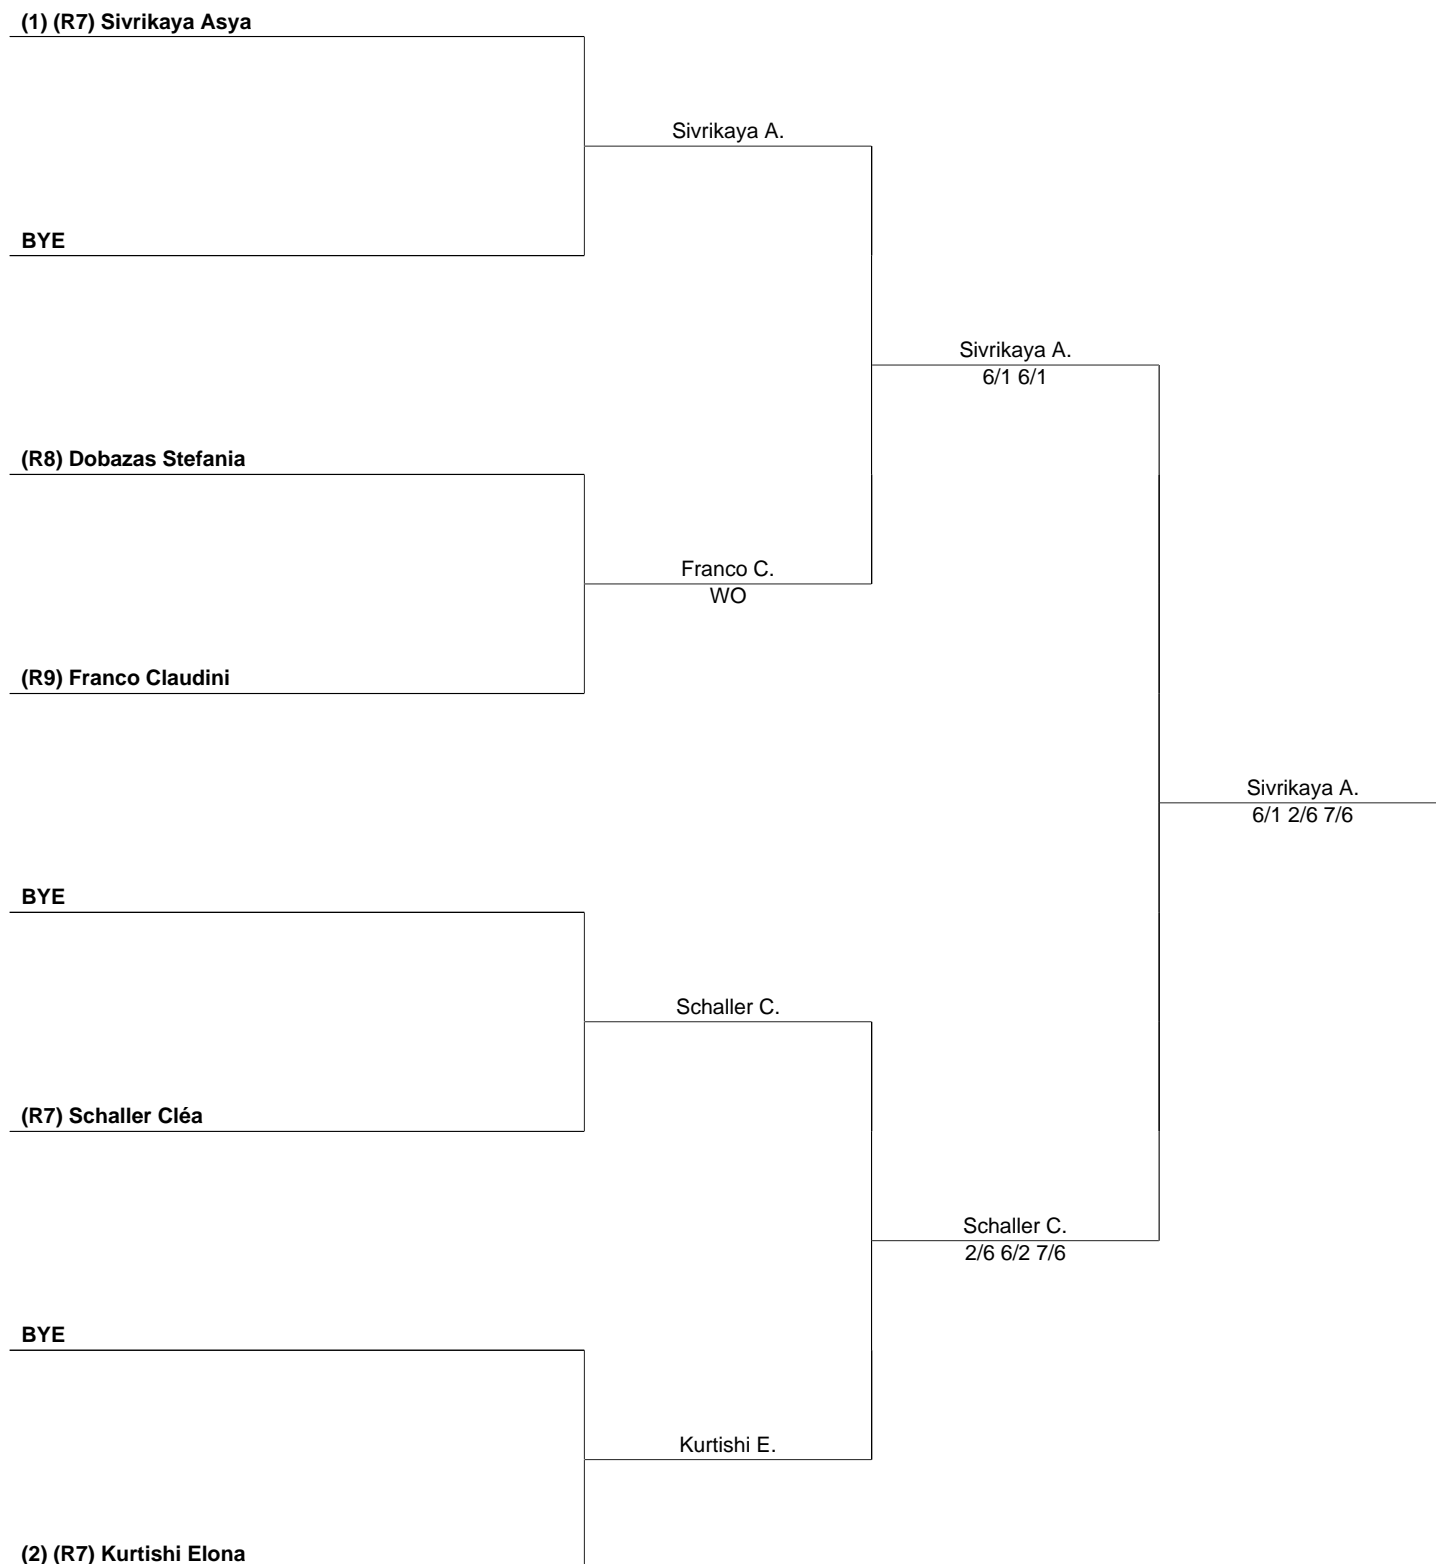 (1) (R7) Sivrikaya Asya
Sivrikaya A.
BYE
Sivrikaya A.
6/1 6/1
(R8) Dobazas Stefania
Franco C.
WO
(R9) Franco Claudini
Sivrikaya A.
6/1 2/6 7/6
BYE
Schaller C.
(R7) Schaller Cléa
Schaller C.
2/6 6/2 7/6
BYE
Kurtishi E.
(2) (R7) Kurtishi Elona